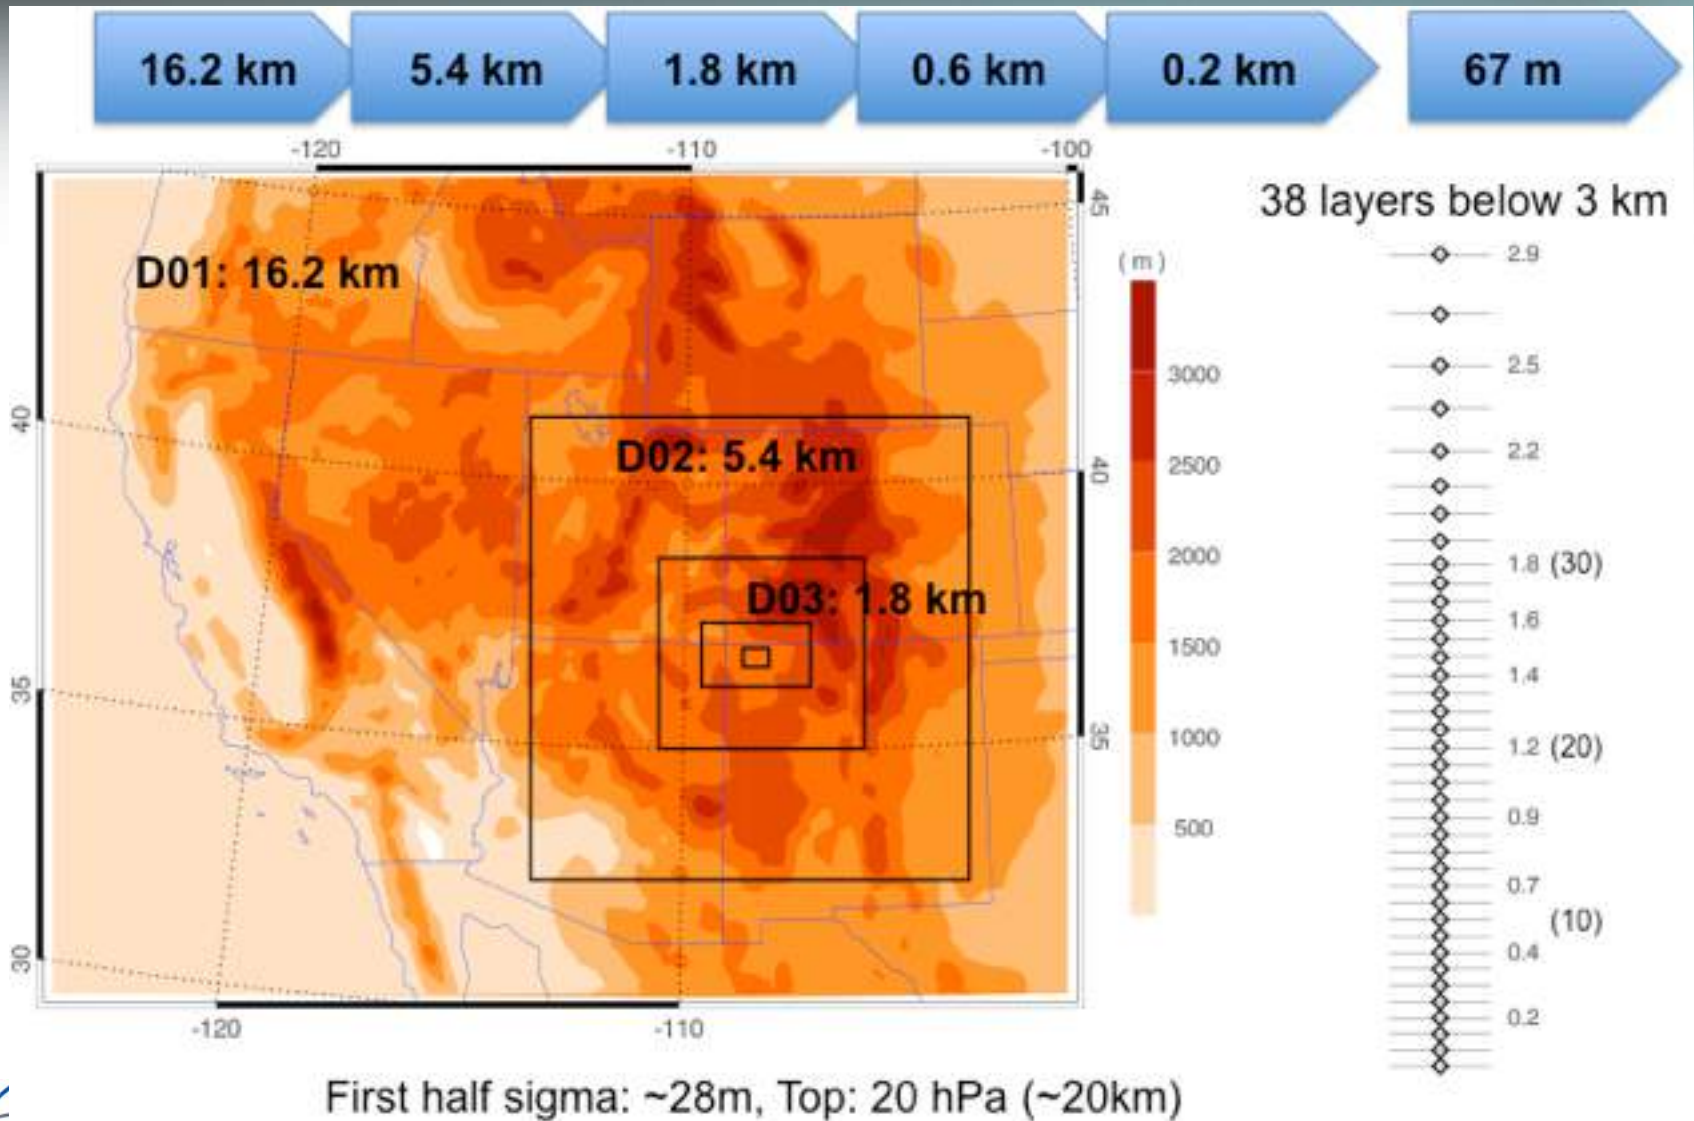 16.2 km
5.4 km
1.8 km
0.6 km
0.2 km
67 m
-120
-110
-100
45
40
35
30
40
35
-120
-110
D01: 16.2 km
D02: 5.4 km
D03: 1.8 km
( m )
3000
2500
2000
1500
1000
500
38 layers below 3 km
2.9
2.5
2.2
1.8 (30)
1.6
1.4
1.2 (20)
0.9
0.7
(10)
0.4
0.2
First half sigma: ~28m, Top: 20 hPa (~20km)